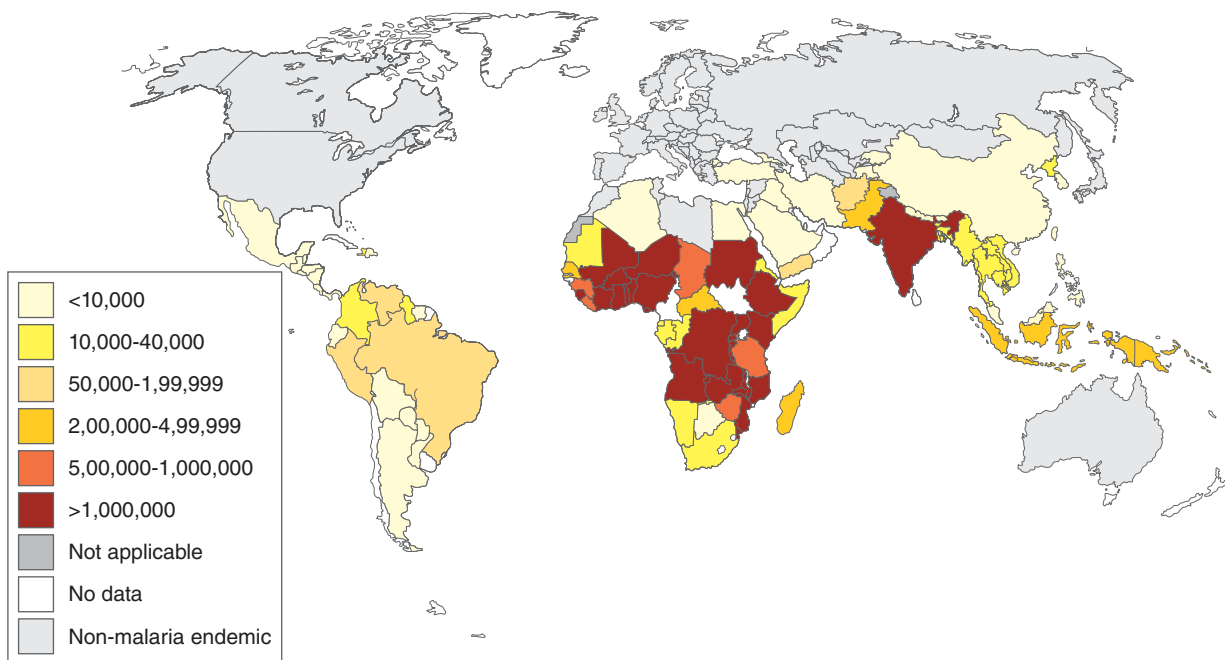 <10,000
10,000-40,000
50,000-1,99,999
2,00,000-4,99,999
5,00,000-1,000,000
>1,000,000
Not applicable
No data
Non-malaria endemic